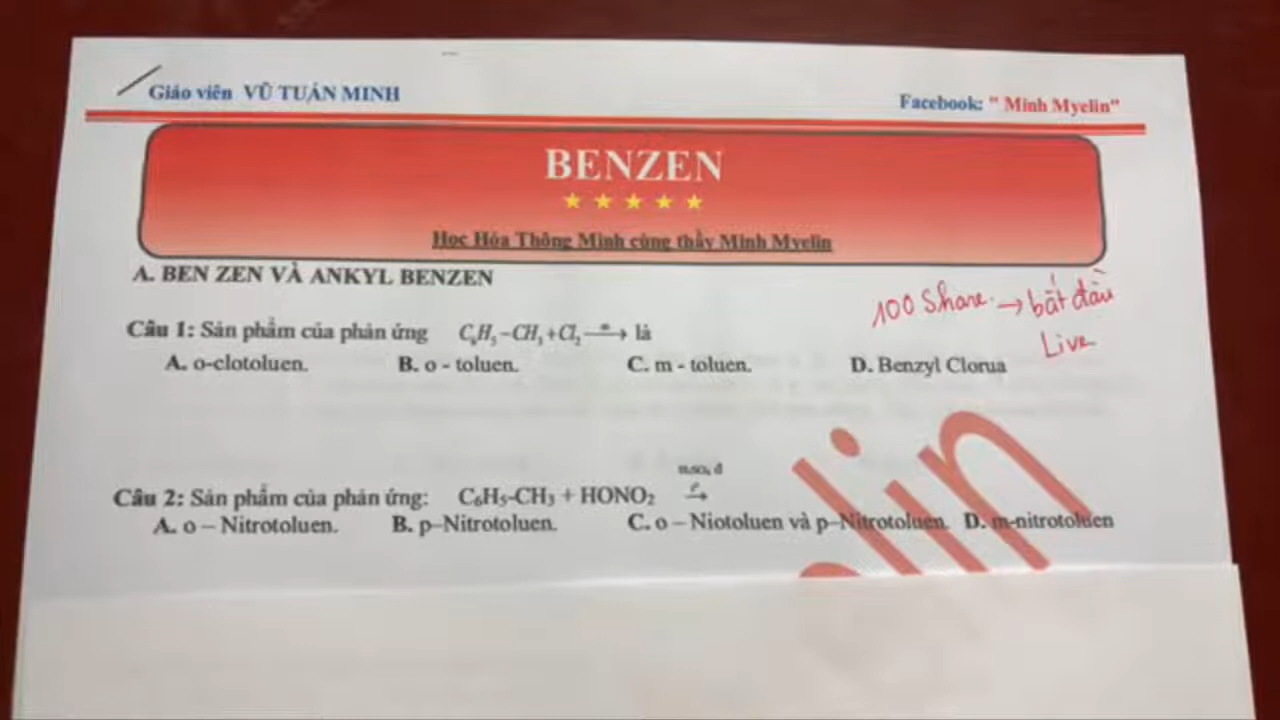 Giáo viên VŨ TUẤN MINH
Facebook: " Minh Myelin"
BENZEN
Học Hóa Thông Minh cùng thầy Minh Myelin
A. BEN ZEN VÀ ANKYL BENZEN
100 Share → bắt đầu
Live
Câu 1: Sản phẩm của phản ứng C₆H₅-CH₃+Cl₂ ⟶ là
A. o-clotoluen. B. o - toluen. C. m - toluen. D. Benzyl Clorua
Câu 2: Sản phẩm của phản ứng: C₆H₅-CH₃ + HONO₂ →
A. o – Nitrotoluen. B. p–Nitrotoluen. C. o – Niotoluen và p–Nitrotoluen. D. m-nitrotoluen
lin